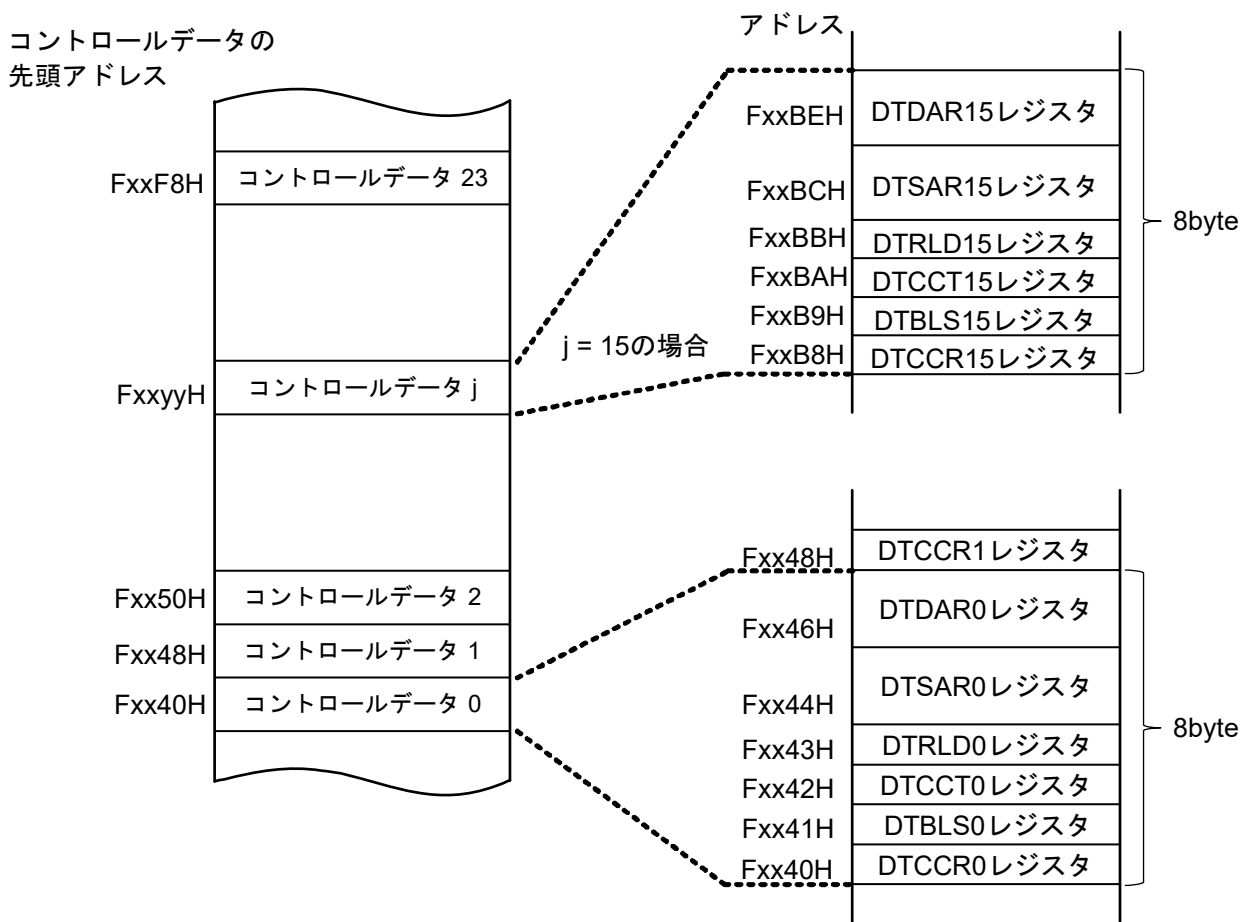 コントロールデータの
先頭アドレス
FxxF8H
コントロールデータ 23
FxxyyH
コントロールデータ j
Fxx50H
コントロールデータ 2
Fxx48H
コントロールデータ 1
Fxx40H
コントロールデータ 0
j = 15の場合
アドレス
FxxBEH
DTDAR15レジスタ
FxxBCH
DTSAR15レジスタ
FxxBBH
DTRLD15レジスタ
FxxBAH
DTCCT15レジスタ
FxxB9H
DTBLS15レジスタ
FxxB8H
DTCCR15レジスタ
8byte
Fxx48H
DTCCR1レジスタ
Fxx46H
DTDAR0レジスタ
Fxx44H
DTSAR0レジスタ
Fxx43H
DTRLD0レジスタ
Fxx42H
DTCCT0レジスタ
Fxx41H
DTBLS0レジスタ
Fxx40H
DTCCR0レジスタ
8byte